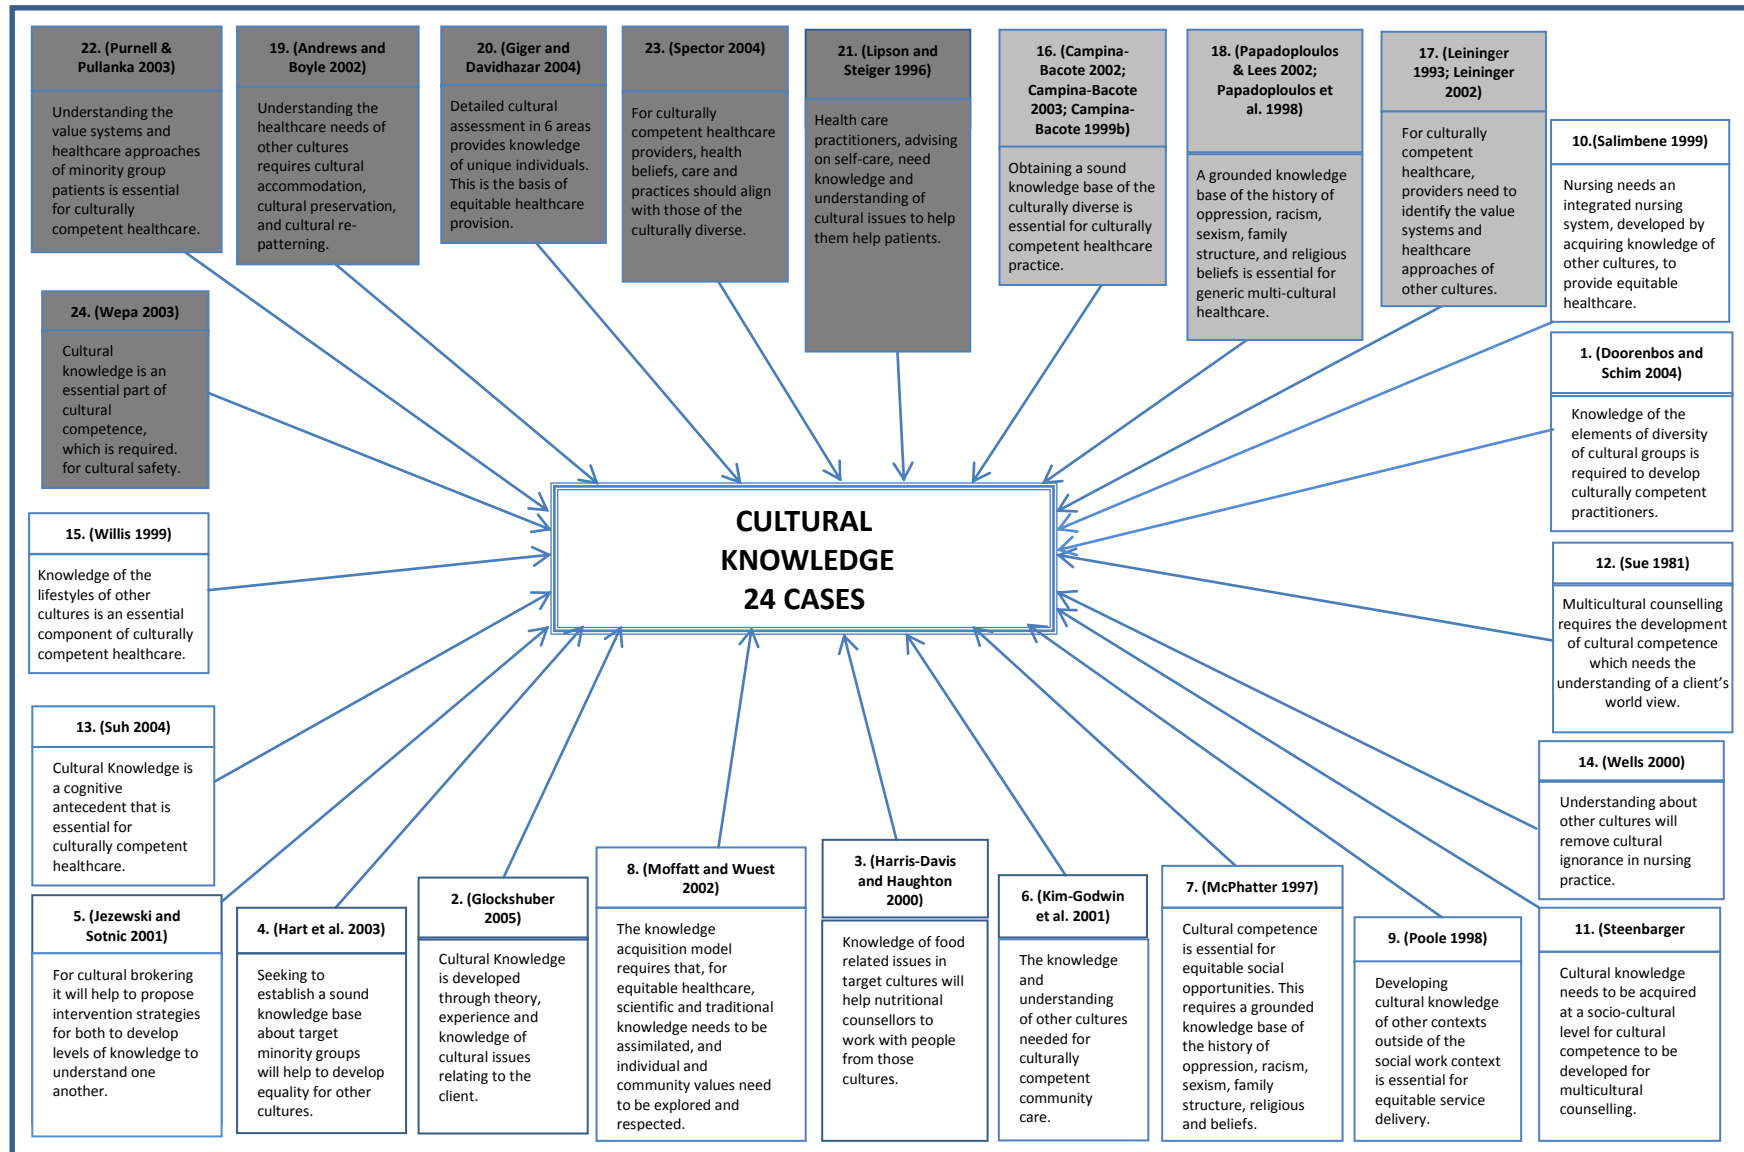 22. (Purnell &
Pullanka 2003)
Understanding the
value systems and
healthcare approaches
of minority group
patients is essential
for culturally
competent healthcare.
19. (Andrews and
Boyle 2002)
Understanding the
healthcare needs of
other cultures
requires cultural
accommodation,
cultural preservation,
and cultural re-
patterning.
20. (Giger and
Davidhazar 2004)
Detailed cultural
assessment in 6 areas
provides knowledge
of unique individuals.
This is the basis of
equitable healthcare
provision.
23. (Spector 2004)
For culturally
competent healthcare
providers, health
beliefs, care and
practices should align
with those of the
culturally diverse.
21. (Lipson and
Steiger 1996)
Health care
practitioners, advising
on self-care, need
knowledge and
understanding of
cultural issues to help
them help patients.
16. (Campina-
Bacote 2002;
Campina-Bacote
2003; Campina-
Bacote 1999b)
Obtaining a sound
knowledge base of the
culturally diverse is
essential for culturally
competent healthcare
practice.
18. (Papadoploulos
& Lees 2002;
Papadoploulos et
al. 1998)
A grounded knowledge
base of the history of
oppression, racism,
sexism, family
structure, and religious
beliefs is essential for
generic multi-cultural
healthcare.
17. (Leininger
1993; Leininger
2002)
For culturally
competent
healthcare,
providers need to
identify the value
systems and
healthcare
approaches of
other cultures.
10.(Salimbene 1999)
Nursing needs an
integrated nursing
system, developed by
acquiring knowledge of
other cultures, to
provide equitable
healthcare.
24. (Wepa 2003)
Cultural
knowledge is an
essential part of
cultural
competence,
which is required.
for cultural safety.
1. (Doorenbos and
Schim 2004)
Knowledge of the
elements of diversity
of cultural groups is
required to develop
culturally competent
practitioners.
CULTURAL
KNOWLEDGE
24 CASES
15. (Willis 1999)
Knowledge of the
lifestyles of other
cultures is an essential
component of culturally
competent healthcare.
12. (Sue 1981)
Multicultural counselling
requires the development
of cultural competence
which needs the
understanding of a client's
world view.
13. (Suh 2004)
Cultural Knowledge is
a cognitive
antecedent that is
essential for
culturally competent
healthcare.
14. (Wells 2000)
Understanding about
other cultures will
remove cultural
ignorance in nursing
practice.
5. (Jezewski and
Sotnic 2001)
For cultural brokering
it will help to propose
intervention strategies
for both to develop
levels of knowledge to
understand one
another.
4. (Hart et al. 2003)
Seeking to
establish a sound
knowledge base
about target
minority groups
will help to develop
equality for other
cultures.
2. (Glockshuber
2005)
Cultural Knowledge
is developed
through theory,
experience and
knowledge of
cultural issues
relating to the
client.
8. (Moffatt and Wuest
2002)
The knowledge
acquisition model
requires that, for
equitable healthcare,
scientific and traditional
knowledge needs to be
assimilated, and
individual and
community values need
to be explored and
respected.
3. (Harris-Davis
and Haughton
2000)
Knowledge of food
related issues in
target cultures will
help nutritional
counsellors to
work with people
from those
cultures.
6. (Kim-Godwin
et al. 2001)
The knowledge
and
understanding
of other cultures
needed for
culturally
competent
community
care.
7. (McPhatter 1997)
Cultural competence
is essential for
equitable social
opportunities. This
requires a grounded
knowledge base of
the history of
oppression, racism,
sexism, family
structure, religious
and beliefs.
9. (Poole 1998)
Developing
cultural knowledge
of other contexts
outside of the
social work context
is essential for
equitable service
delivery.
11. (Steenbarger
Cultural knowledge
needs to be acquired
at a socio-cultural
level for cultural
competence to be
developed for
multicultural
counselling.